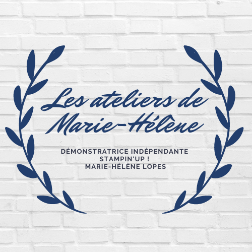 Les ateliers de
Marie-Hélène
DÉMONSTRATRICE INDÉPENDANTE
STAMPIN'UP !
MARIE-HÉLÈNE LOPES